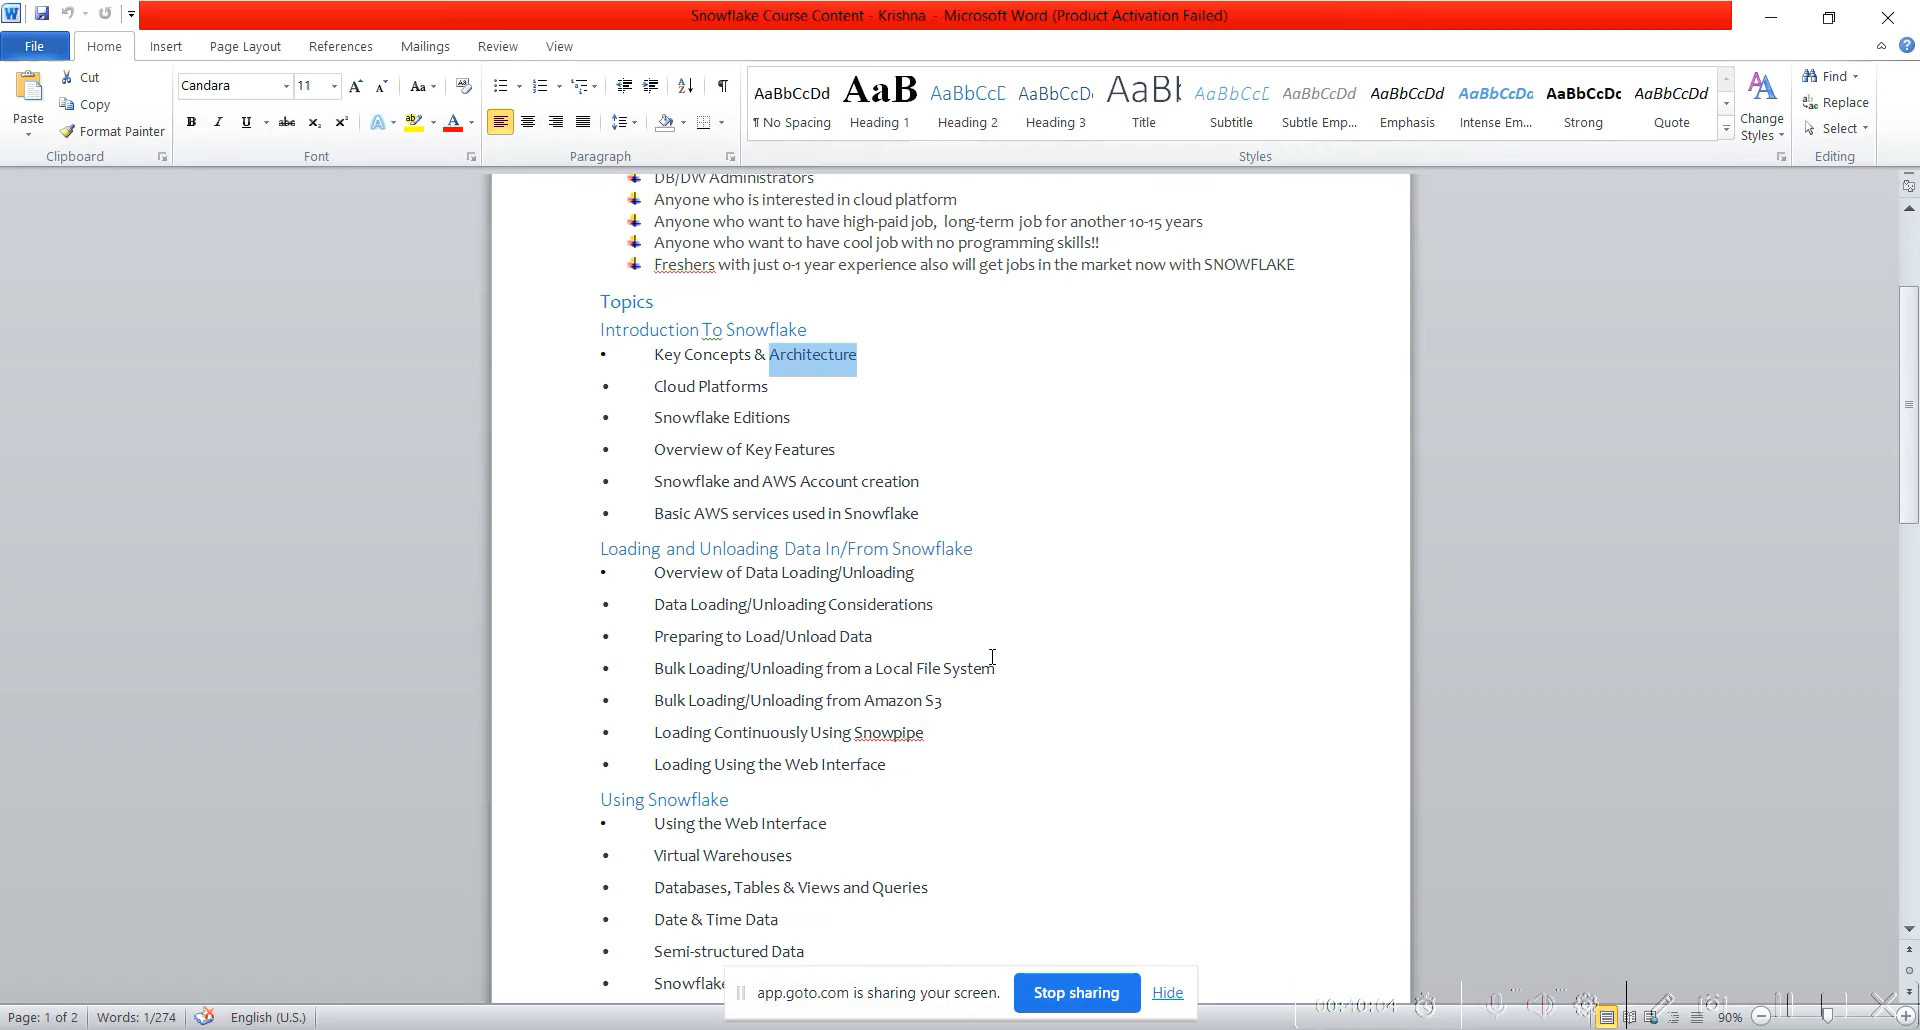 Snowflake Course Content - Krishna - Microsoft Word (Product Activation Failed)
File Home Insert Page Layout References Mailings Review View
Paste
Cut
Copy
Format Painter
Clipboard
Candara 11
Font
Paragraph
AaBbCcDd AaB AaBbCcD AaBbCcDc AaBb AaBbCcD AaBbCcDd AaBbCcDd AaBbCcDd AaBbCcDc AaBbCcDd
¶ No Spacing Heading 1 Heading 2 Heading 3 Title Subtitle Subtle Emp... Emphasis Intense Em... Strong Quote
Styles
Change
Styles
Find
Replace
Select
Editing
DB/DW Administrators
Anyone who is interested in cloud platform
Anyone who want to have high-paid job, long-term job for another 10-15 years
Anyone who want to have cool job with no programming skills!!
Freshers with just 0-1 year experience also will get jobs in the market now with SNOWFLAKE
Topics
Introduction To Snowflake
• Key Concepts & Architecture
• Cloud Platforms
• Snowflake Editions
• Overview of Key Features
• Snowflake and AWS Account creation
• Basic AWS services used in Snowflake
Loading and Unloading Data In/From Snowflake
• Overview of Data Loading/Unloading
• Data Loading/Unloading Considerations
• Preparing to Load/Unload Data
• Bulk Loading/Unloading from a Local File System
• Bulk Loading/Unloading from Amazon S3
• Loading Continuously Using Snowpipe
• Loading Using the Web Interface
Using Snowflake
• Using the Web Interface
• Virtual Warehouses
• Databases, Tables & Views and Queries
• Date & Time Data
• Semi-structured Data
• Snowflake
app.goto.com is sharing your screen. Stop sharing Hide
00:40:04
Page: 1 of 2 Words: 1/274 English (U.S.) 90%